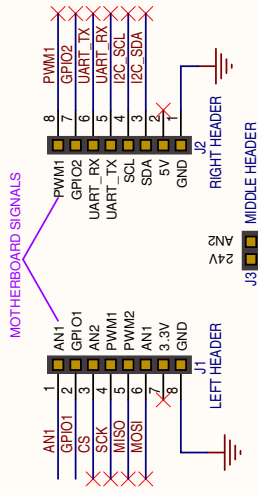 MOTHERBOARD SIGNALS
AN1 1 AN1 PWM1 8 PWM1
GPIO1 2 GPIO1 GPIO2 7 GPIO2
CS 3 AN2 UART_RX 6 UART_TX
SCK 4 PWM1 UART_TX 5 UART_RX
MISO 5 PWM2 SCL 4 I2C_SCL
MOSI 6 AN1 SDA 3 I2C_SDA
7 3.3V 5V 2
8 GND GND 1
J1 J2
LEFT HEADER RIGHT HEADER
24V AN2
J3 MIDDLE HEADER